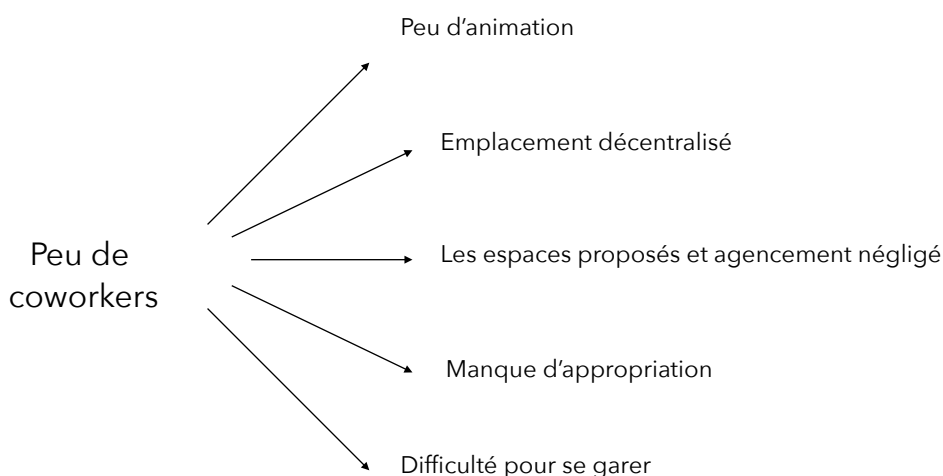 Peu d'animation
Emplacement décentralisé
Peu de
coworkers
Les espaces proposés et agencement négligé
Manque d'appropriation
Difficulté pour se garer